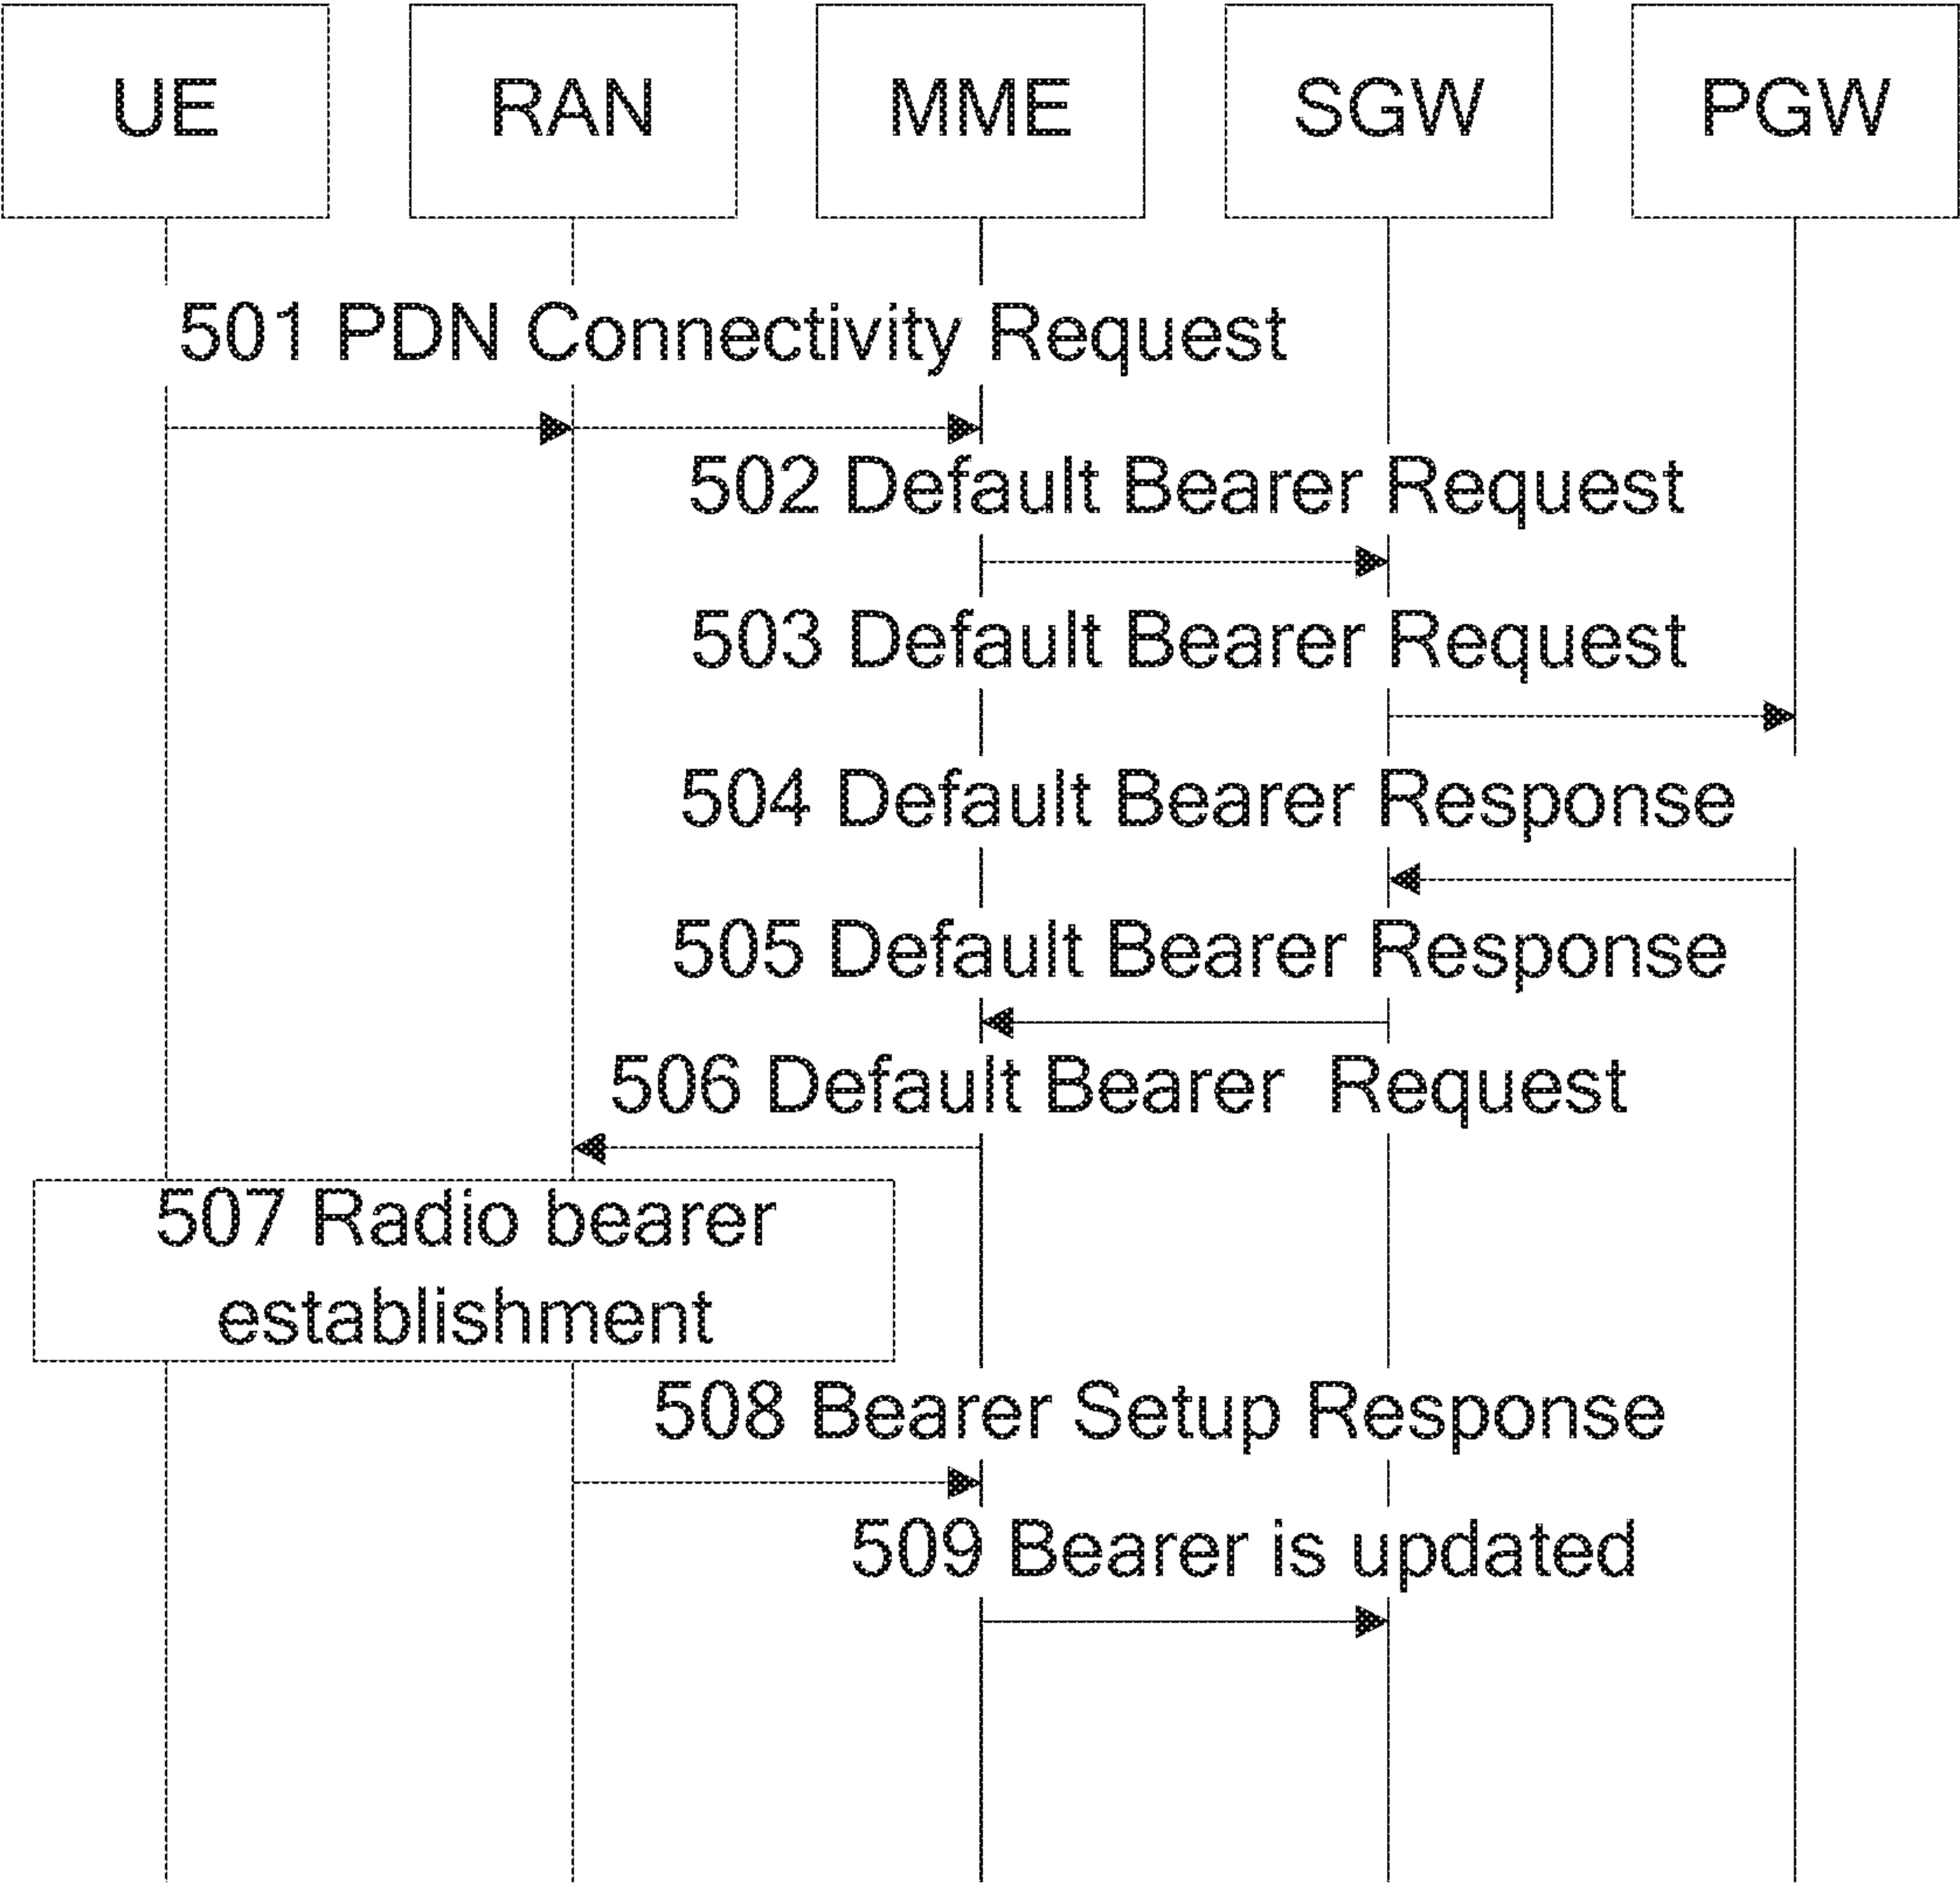 UE
RAN
MME
SGW
PGW
501 PDN Connectivity Request
502 Default Bearer Request
503 Default Bearer Request
504 Default Bearer Response
505 Default Bearer Response
506 Default Bearer Request
507 Radio bearer
establishment
508 Bearer Setup Response
509 Bearer is updated